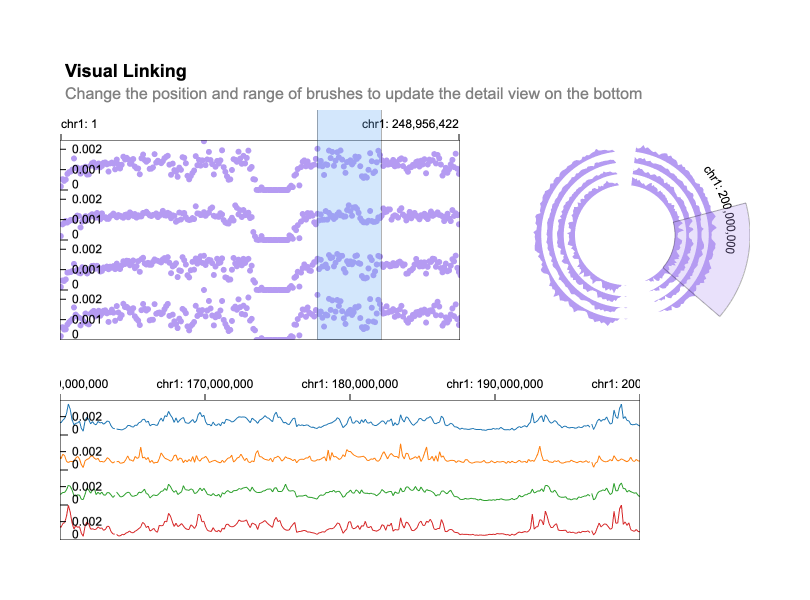 Visual Linking
Change the position and range of brushes to update the detail view on the bottom
chr1: 1
chr1: 248,956,422
0.002
0.001
0
0.002
0.001
0
0.002
0.001
0
0.002
0.001
0
chr1: 200,000,000
0,000,000
chr1: 170,000,000
chr1: 180,000,000
chr1: 190,000,000
chr1: 200
0.002
0
0.002
0
0.002
0
0.002
0